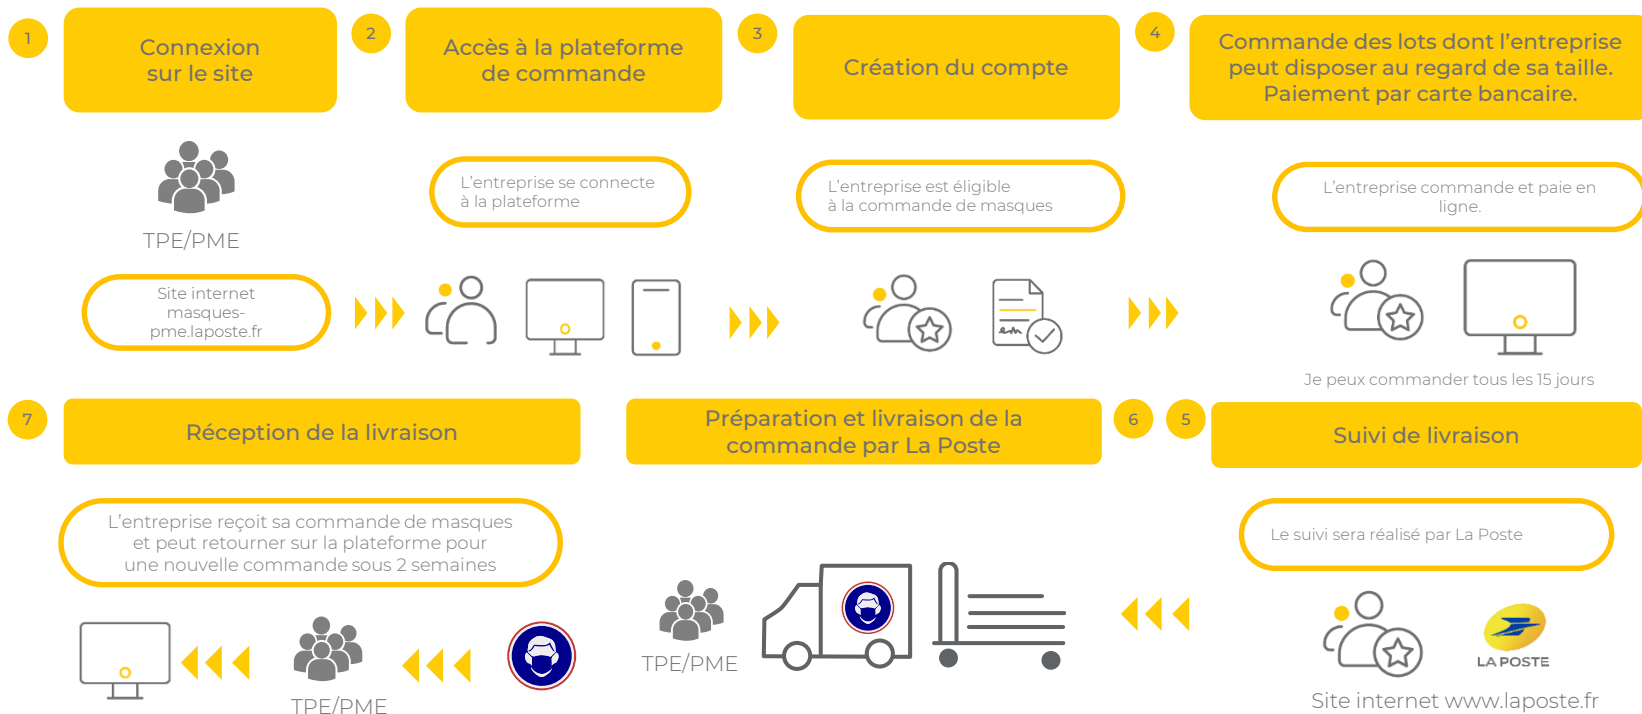 1
Connexion
sur le site
2
Accès à la plateforme
de commande
3
Création du compte
4
Commande des lots dont l'entreprise
peut disposer au regard de sa taille.
Paiement par carte bancaire.
TPE/PME
Site internet
masques-
pme.laposte.fr
L'entreprise se connecte
à la plateforme
L'entreprise est éligible
à la commande de masques
L'entreprise commande et paie en
ligne.
Je peux commander tous les 15 jours
5
Suivi de livraison
Le suivi sera réalisé par La Poste
LA POSTE
Site internet www.laposte.fr
6
Préparation et livraison de la
commande par La Poste
TPE/PME
7
Réception de la livraison
L'entreprise reçoit sa commande de masques
et peut retourner sur la plateforme pour
une nouvelle commande sous 2 semaines
TPE/PME